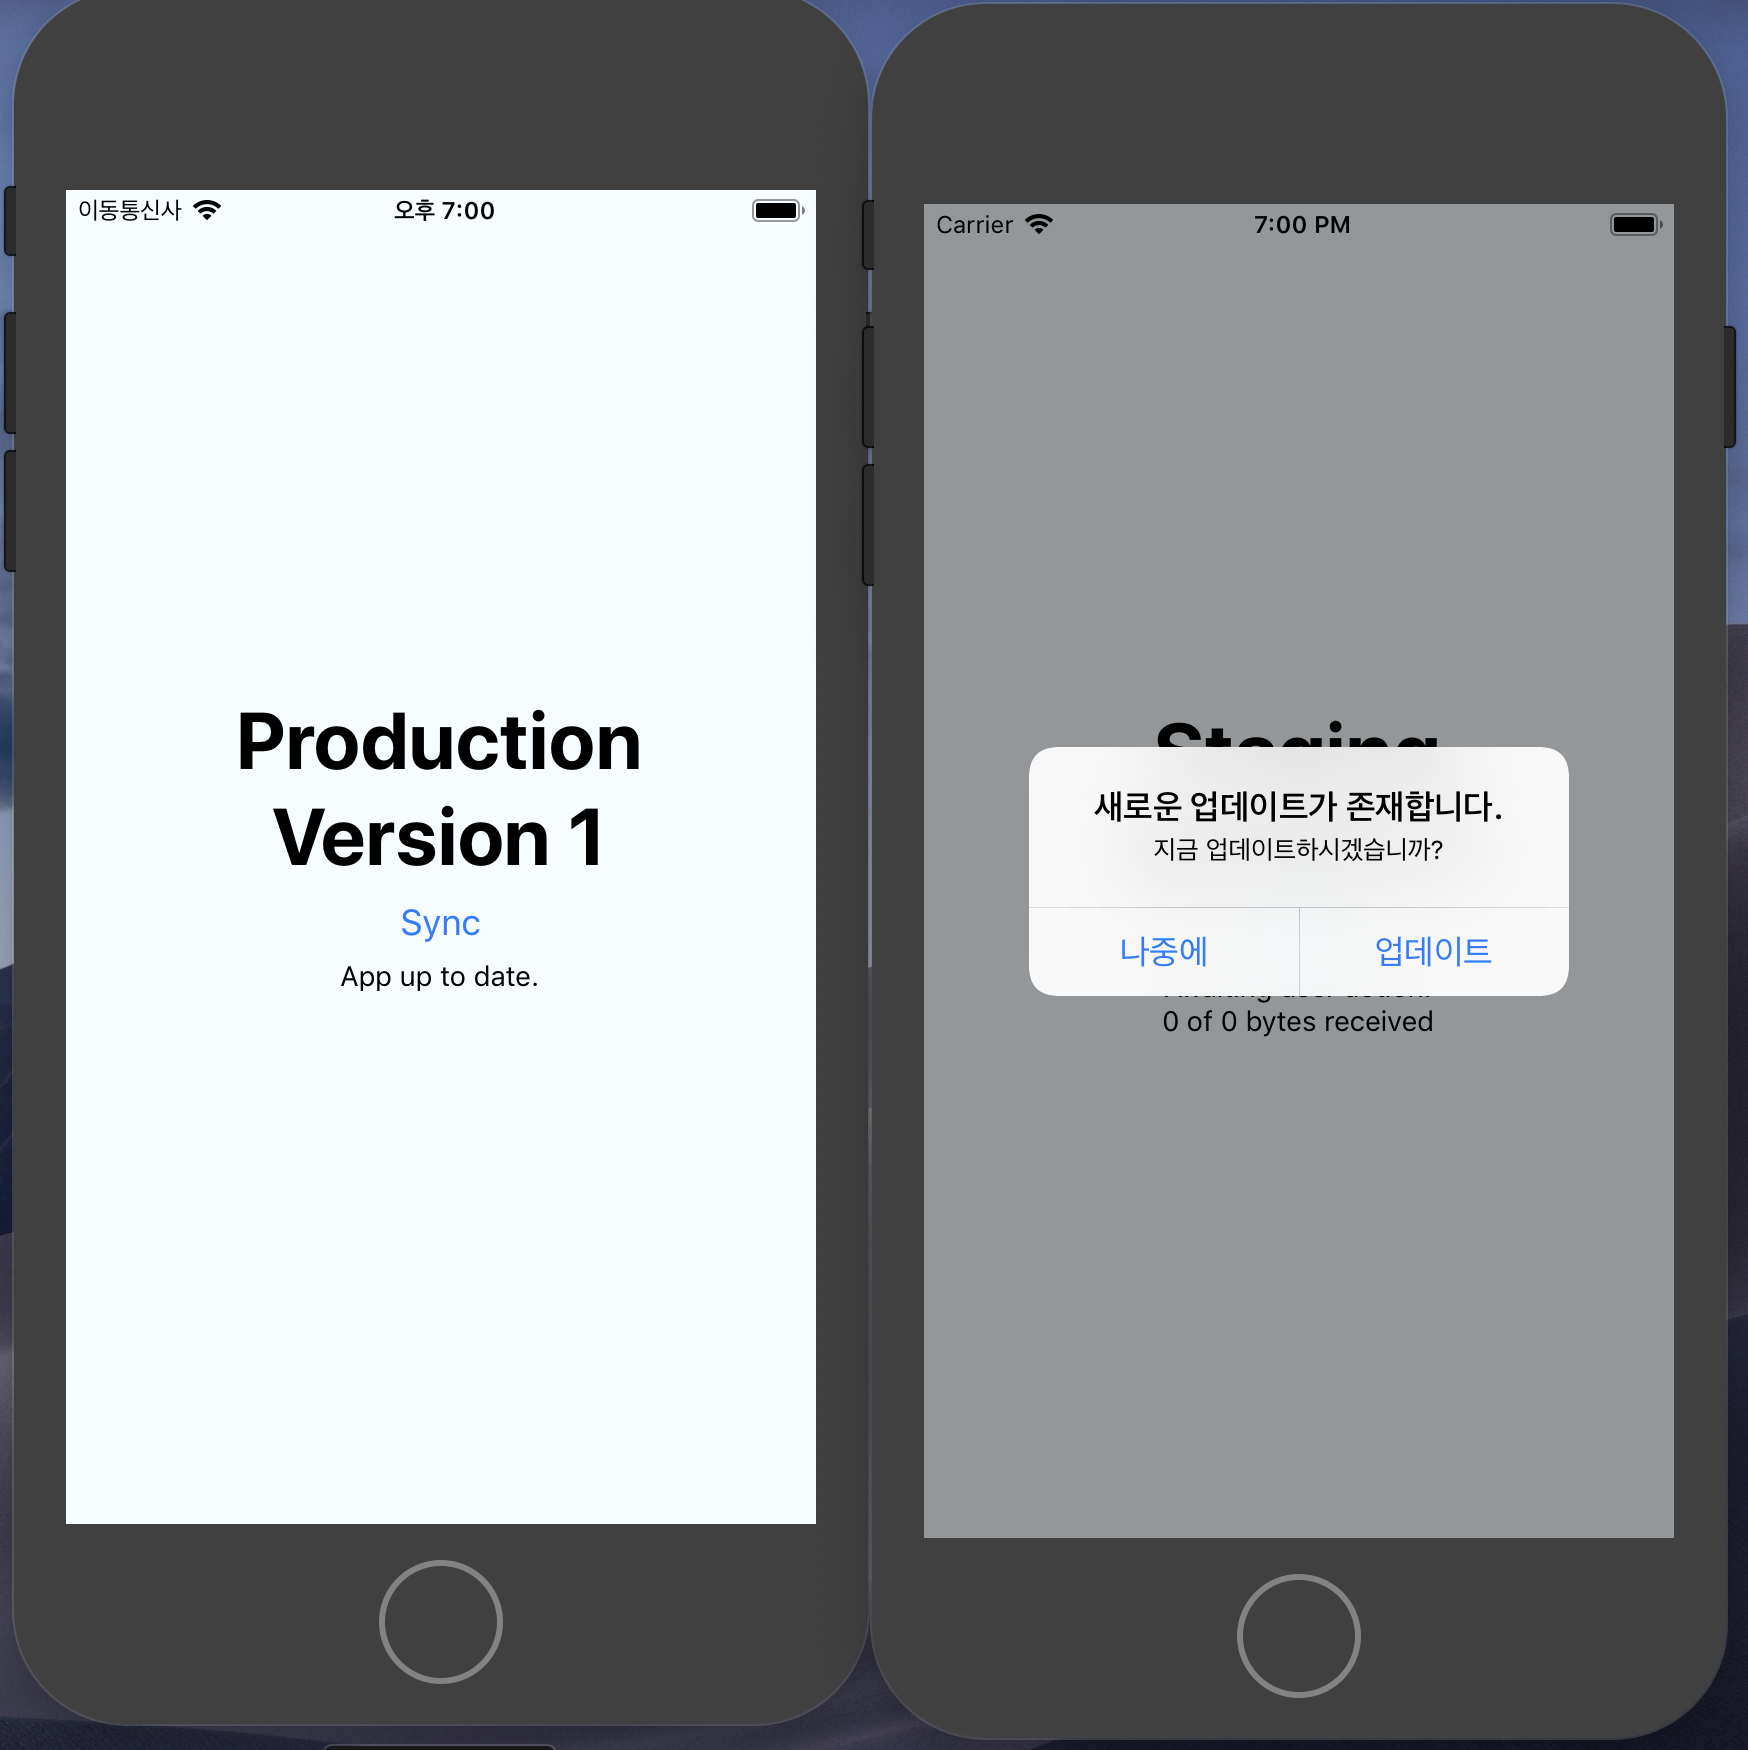 이동통신사
오후 7:00
Production
Version 1
Sync
App up to date.
Carrier
7:00 PM
Staging
새로운 업데이트가 존재합니다.
지금 업데이트하시겠습니까?
나중에
업데이트
0 of 0 bytes received